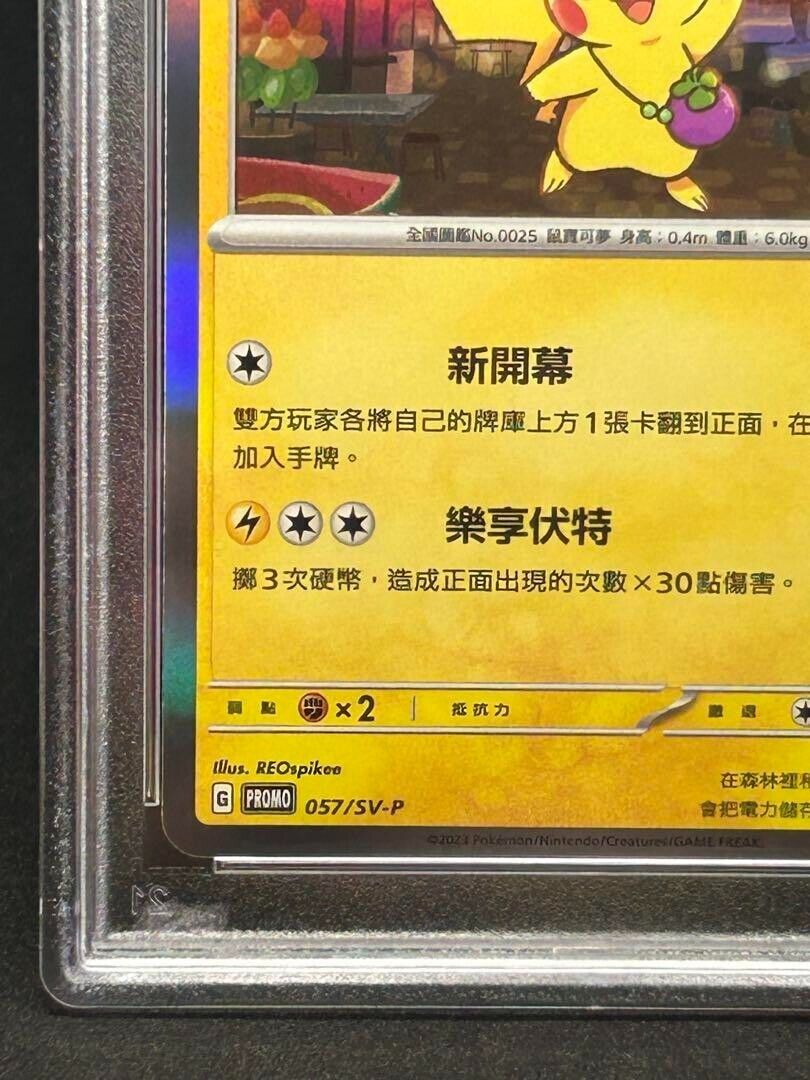 全國圖鑑No.0025 鼠寶可夢 身高：0.4m 體重：6.0kg
新開幕
雙方玩家各將自己的牌庫上方1張卡翻到正面，在
加入手牌。
樂享伏特
擲3次硬幣，造成正面出現的次數×30點傷害。
弱點 ×2 抵抗力 撤退
Illus. REOspikee
在森林裡
G PROMO 057/SV-P
會把電力儲存
©2023 Pokémon/Nintendo/Creatures/GAME FREAK.